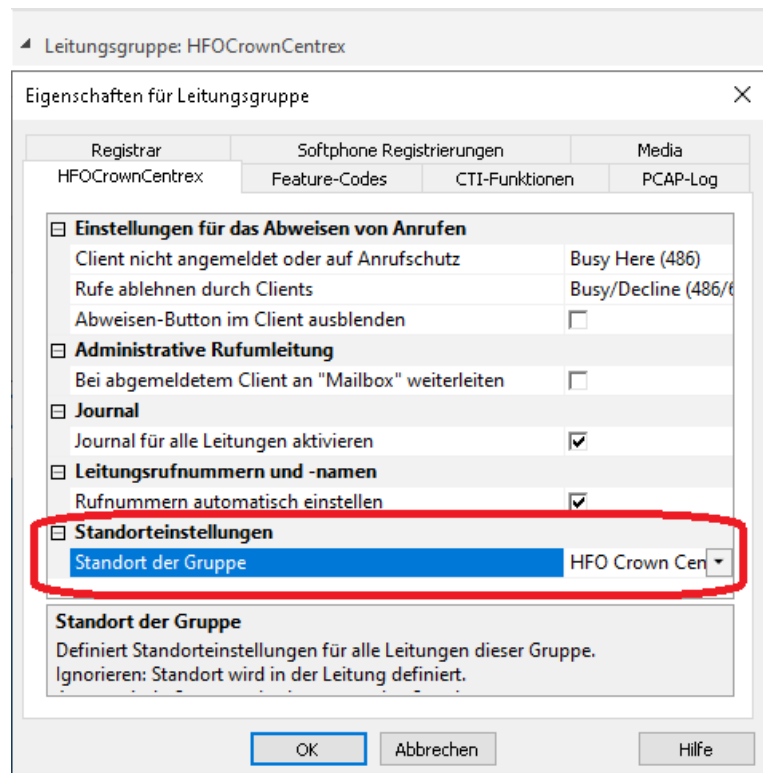 Leitungsgruppe: HFOCrownCentrex
Eigenschaften für Leitungsgruppe
Registrar Softphone Registrierungen Media
HFOCrownCentrex Feature-Codes CTI-Funktionen PCAP-Log
Einstellungen für das Abweisen von Anrufen
Client nicht angemeldet oder auf Anrufschutz Busy Here (486)
Rufe ablehnen durch Clients Busy/Decline (486/6
Abweisen-Button im Client ausblenden
Administrative Rufumleitung
Bei abgemeldetem Client an "Mailbox" weiterleiten
Journal
Journal für alle Leitungen aktivieren
Leitungsrufnummern und -namen
Rufnummern automatisch einstellen
Standorteinstellungen
Standort der Gruppe HFO Crown Cen
Standort der Gruppe
Definiert Standorteinstellungen für alle Leitungen dieser Gruppe.
Ignorieren: Standort wird in der Leitung definiert.
OK Abbrechen Hilfe